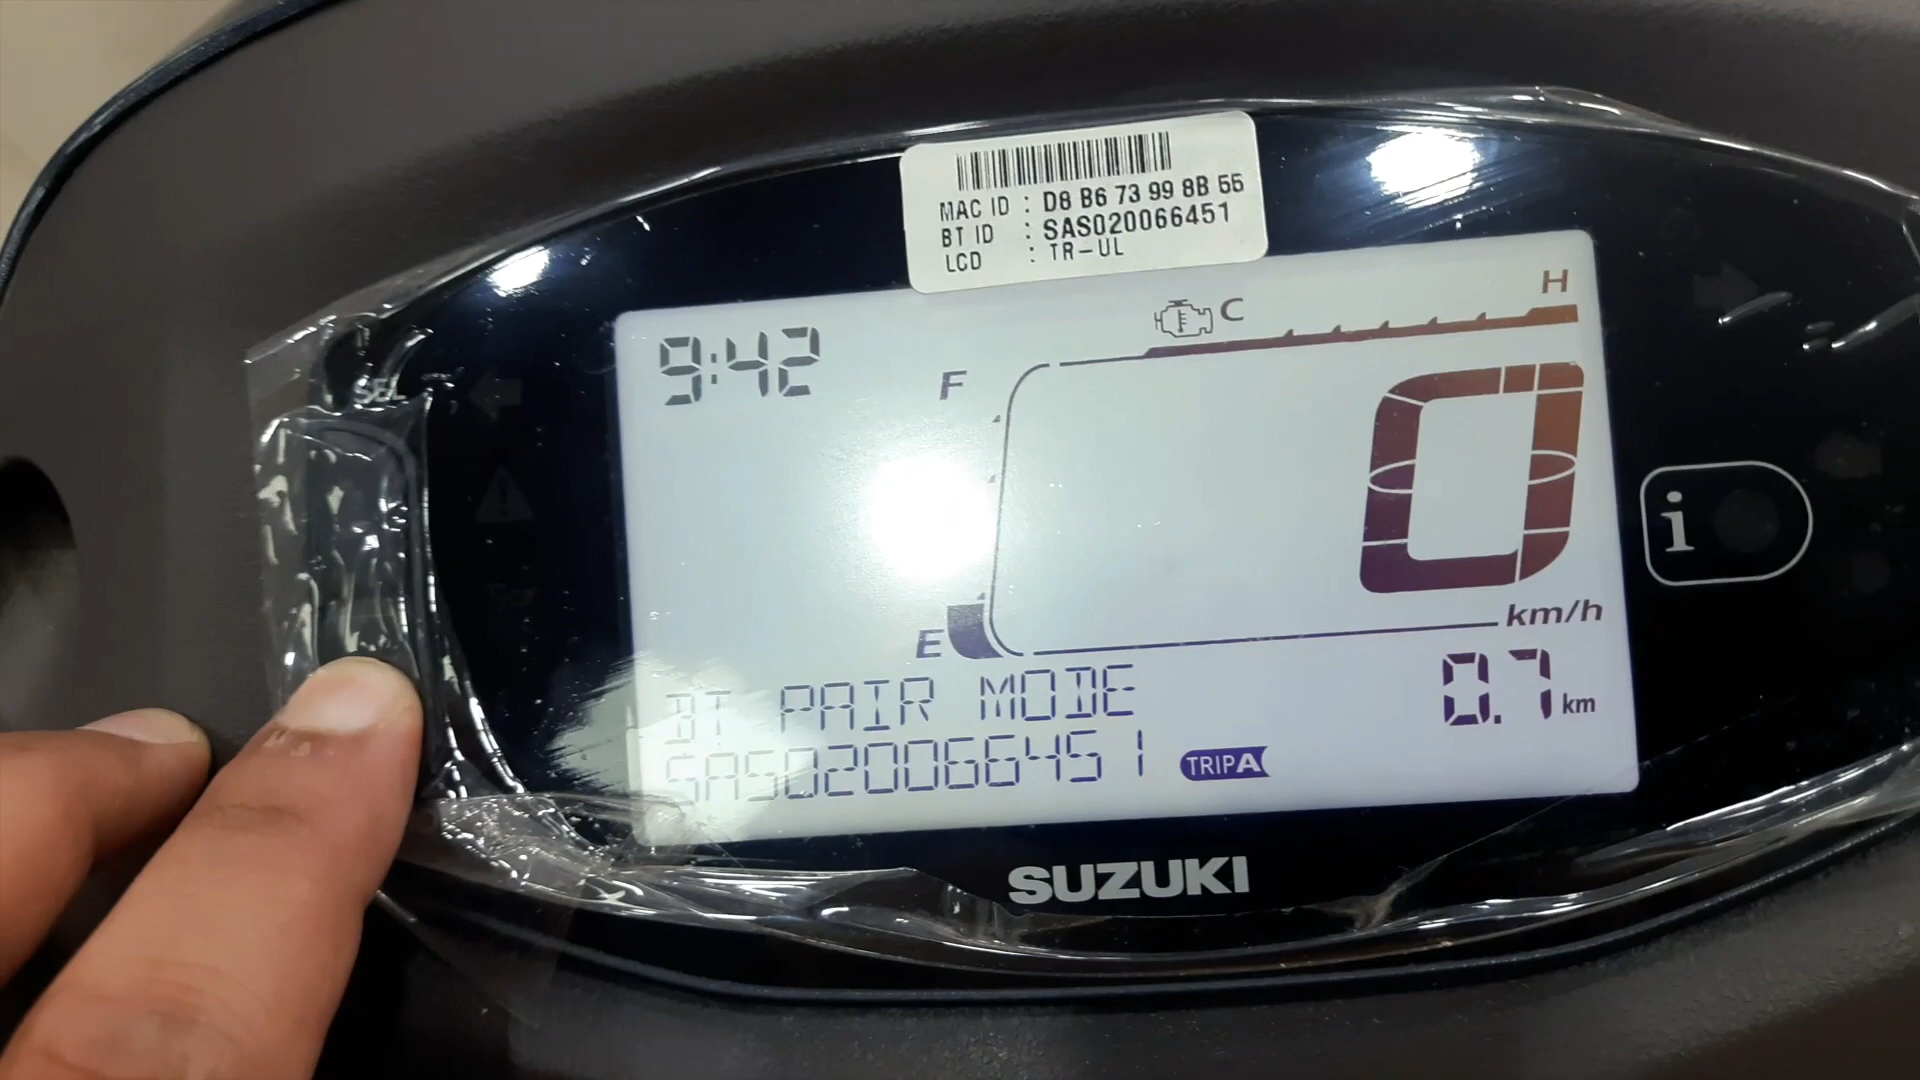 MAC ID : D8 B6 73 99 8B 55
BT ID : SAS020066451
LCD : TR-UL
SEL
9:42
C
H
F
0
i
E
km/h
BT PAIR MODE
0.7 km
SAS020066451
TRIP A
SUZUKI